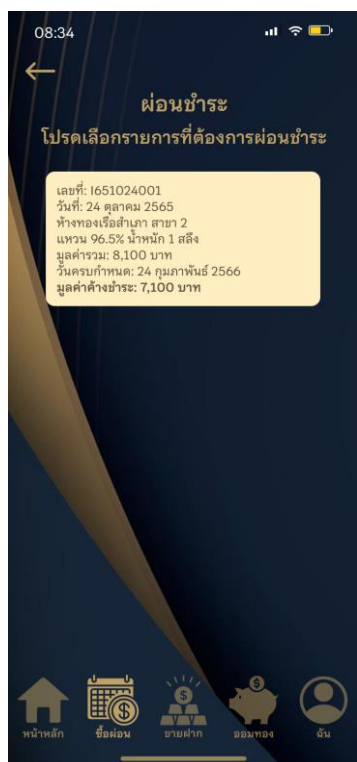 08:34
ผ่อนชำระ
โปรดเลือกรายการที่ต้องการผ่อนชำระ
เลขที่: I651024001
วันที่: 24 ตุลาคม 2565
ห้างทองเรือสำเภา สาขา 2
แหวน 96.5% น้ำหนัก 1 สลึง
มูลค่ารวม: 8,100 บาท
วันครบกำหนด: 24 กุมภาพันธ์ 2566
มูลค่าค้างชำระ: 7,100 บาท
หน้าหลัก ซื้อผ่อน ขายฝาก ออมทอง ฉัน